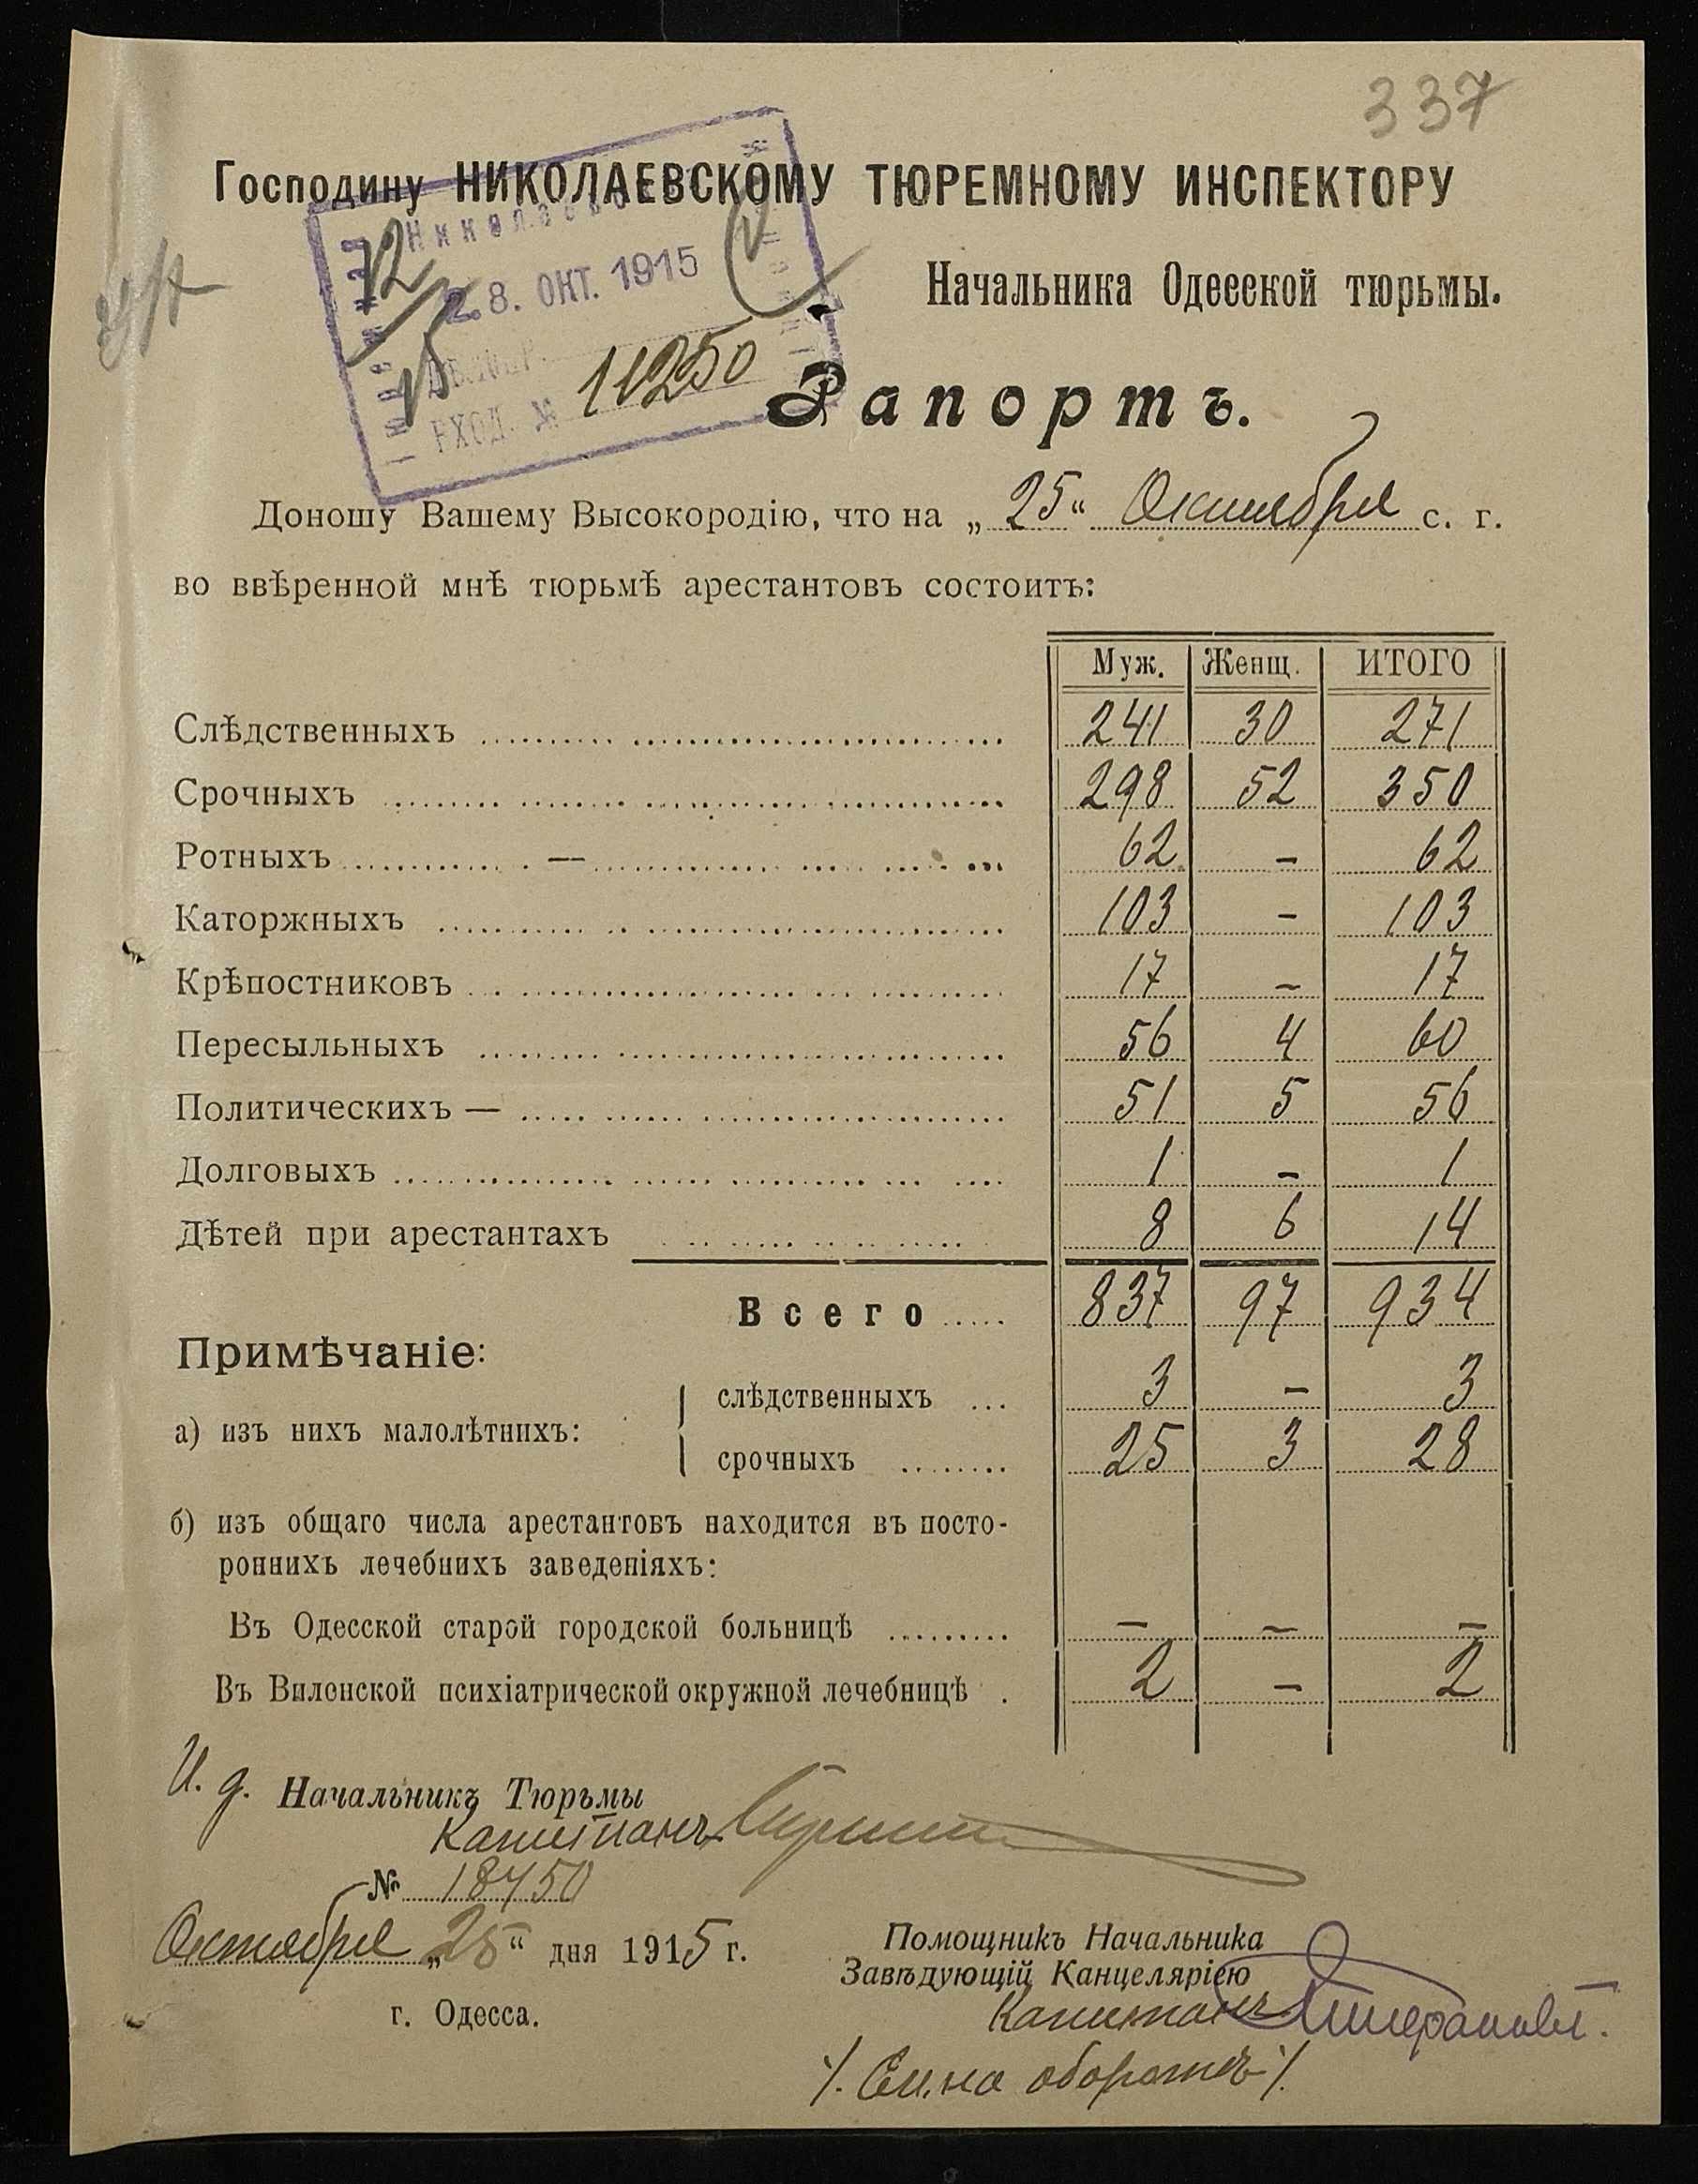 337
Господину НИКОЛАЕВСКОМУ ТЮРЕМНОМУ ИНСПЕКТОРУ
28. ОКТ. 1915
ВХОД. № 11250
Начальника Одесской тюрьмы.
Рапортъ.
Доношу Вашему Высокородію, что на „25“ Октября с. г.
во ввѣренной мнѣ тюрьмѣ арестантовъ состоитъ:
Муж. Женщ. ИТОГО
Слѣдственныхъ 241 30 271
Срочныхъ 298 52 350
Ротныхъ — 62 - 62
Каторжныхъ 103 - 103
Крѣпостниковъ 17 - 17
Пересыльныхъ 56 4 60
Политическихъ — 51 5 56
Долговыхъ 1 - 1
Дѣтей при арестантахъ 8 6 14
Всего 837 97 934
Примѣчаніе:
а) изъ нихъ малолѣтнихъ:
слѣдственныхъ 3 - 3
срочныхъ 25 3 28
б) изъ общаго числа арестантовъ находится въ посто-
роннихъ лечебнихъ заведеніяхъ:
Въ Одесской старой городской больницѣ — — —
Въ Виленской психіатрической окружной лечебницѣ 2 - 2
И. д. Начальникъ Тюрьмы
Капитанъ
№ 18450
Октября „25“ дня 1915 г.
г. Одесса.
Помощникъ Начальника
Завѣдующій Канцеляріею
Капитанъ
./. См. на оборотѣ ./.